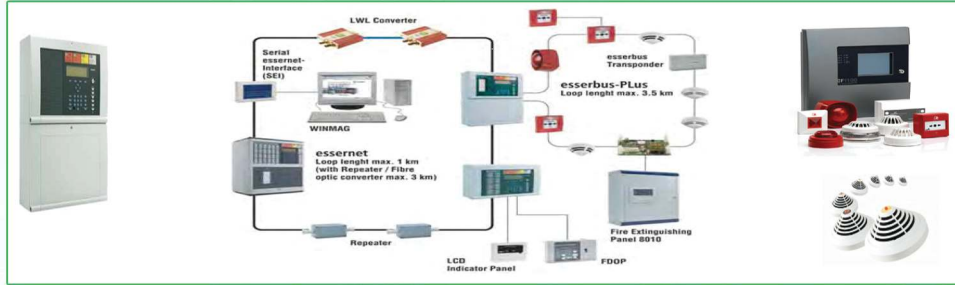 LWL Converter
Serial
essernet-
Interface
(SEI)
WINMAG
essernet
Loop lenght max. 1 km
(with Repeater / Fibre
optic converter max. 3 km)
Repeater
esserbus
Transponder
esserbus-PLus
Loop lenght max. 3.5 km
LCD
Indicator Panel
FDOP
Fire Extinguishing
Panel 8010